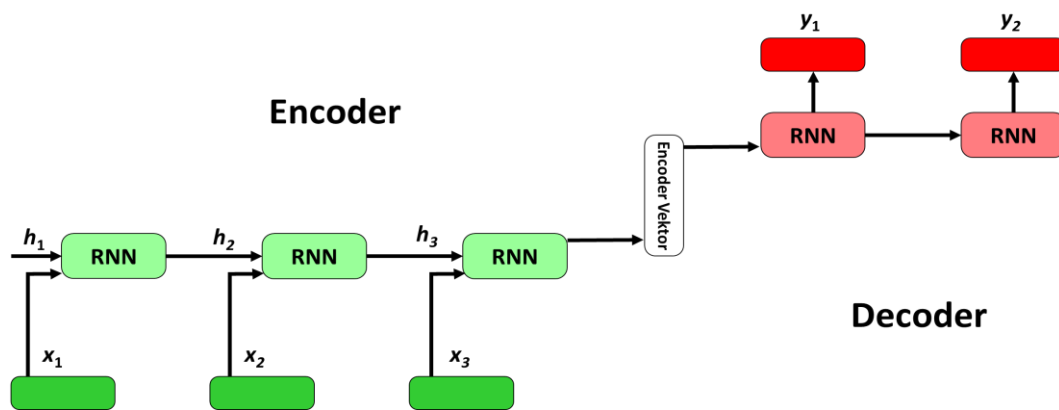 y1
y2
Encoder
RNN
RNN
Encoder Vektor
h1
h2
h3
RNN
RNN
RNN
Decoder
x1
x2
x3